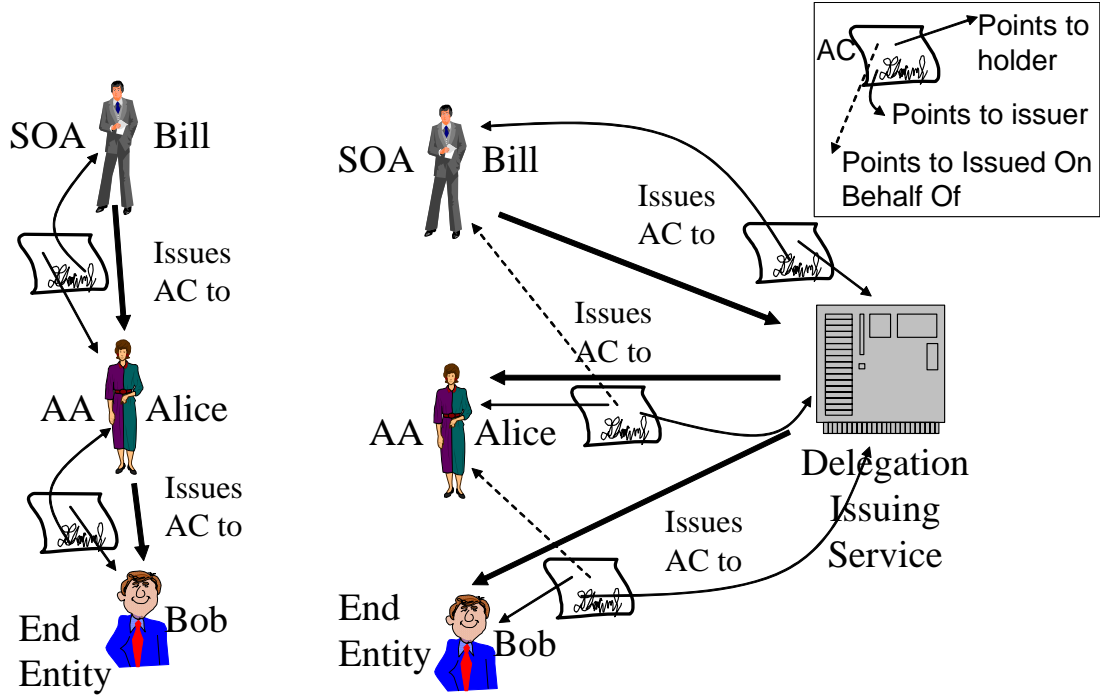 SOA Bill
Issues
AC to
AA Alice
Issues
AC to
End
Entity
Bob
SOA Bill
Issues
AC to
Issues
AC to
AA Alice
Delegation
Issuing
Service
Issues
AC to
End
Entity
Bob
AC
Points to
holder
Points to issuer
Points to Issued On
Behalf Of